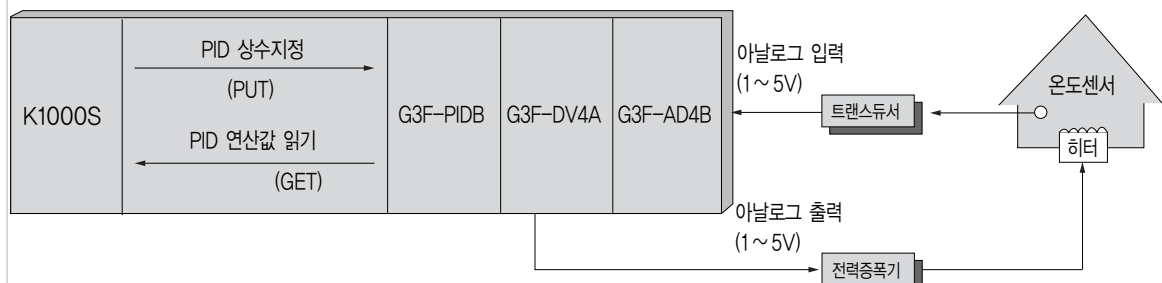 K1000S
PID 상수지정
(PUT)
PID 연산값 읽기
(GET)
G3F-PIDB
G3F-DV4A
G3F-AD4B
아날로그 입력
(1～5V)
트랜스듀서
온도센서
히터
아날로그 출력
(1～5V)
전력증폭기